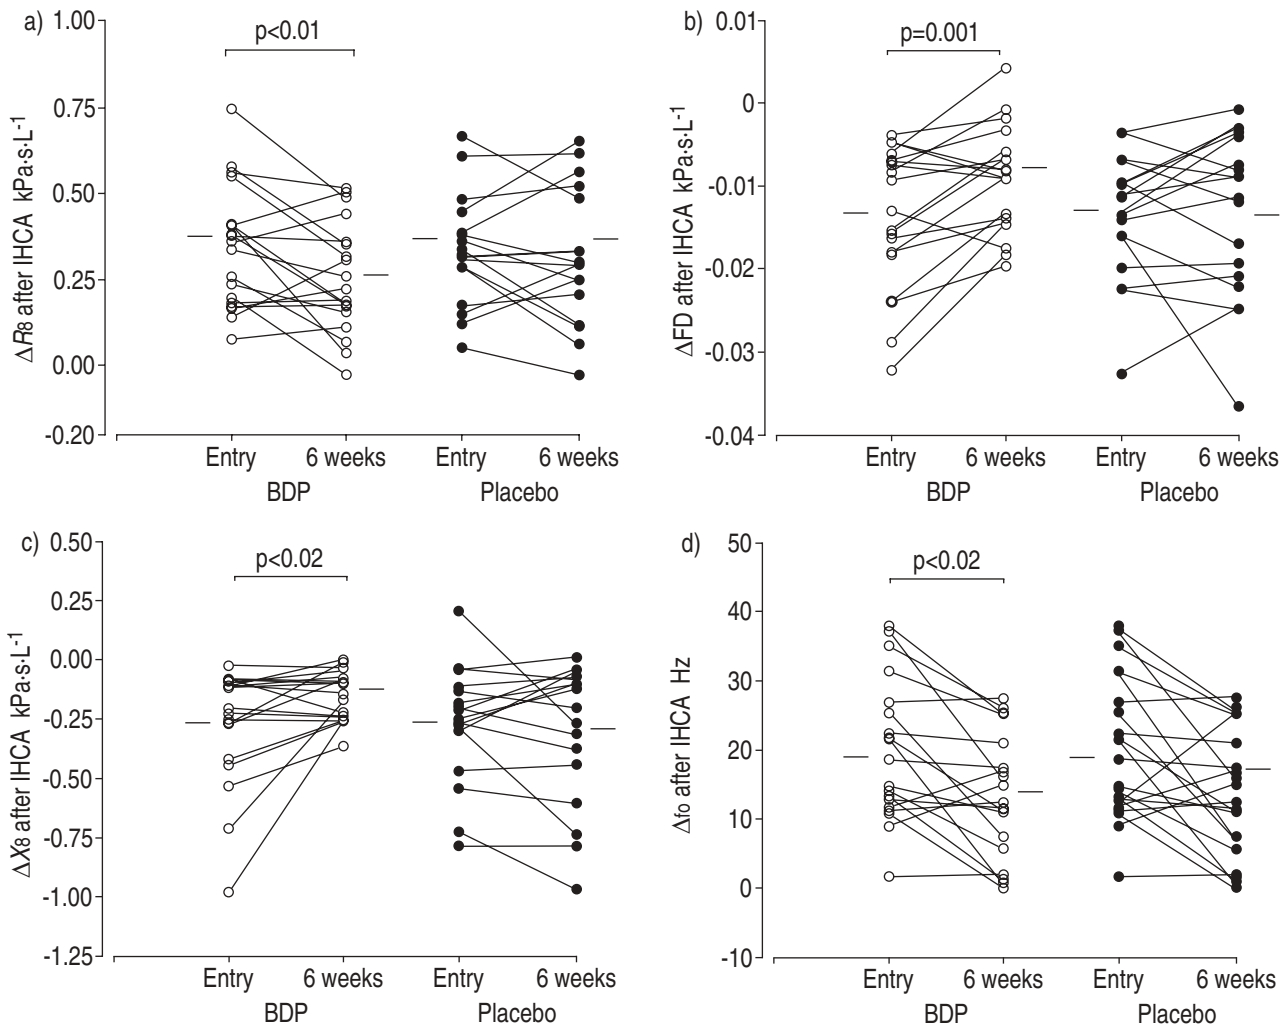 a)
p<0.01
ΔR8 after IHCA kPa·s·L-1
1.00
0.75
0.50
0.25
0.00
-0.20
Entry 6 weeks Entry 6 weeks
BDP Placebo
b)
p=0.001
ΔFD after IHCA kPa·s·L-1
0.01
0
-0.01
-0.02
-0.03
-0.04
Entry 6 weeks Entry 6 weeks
BDP Placebo
c)
p<0.02
ΔX8 after IHCA kPa·s·L-1
0.50
0.25
0.00
-0.25
-0.50
-0.75
-1.00
-1.25
Entry 6 weeks Entry 6 weeks
BDP Placebo
d)
p<0.02
Δfo after IHCA Hz
50
40
30
20
10
0
-10
Entry 6 weeks Entry 6 weeks
BDP Placebo